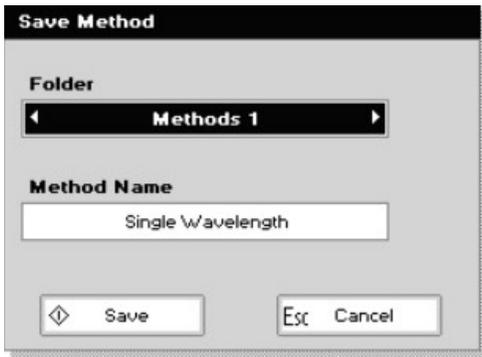 Save Method
Folder
Methods 1
Method Name
Single Wavelength
Save
Esc Cancel